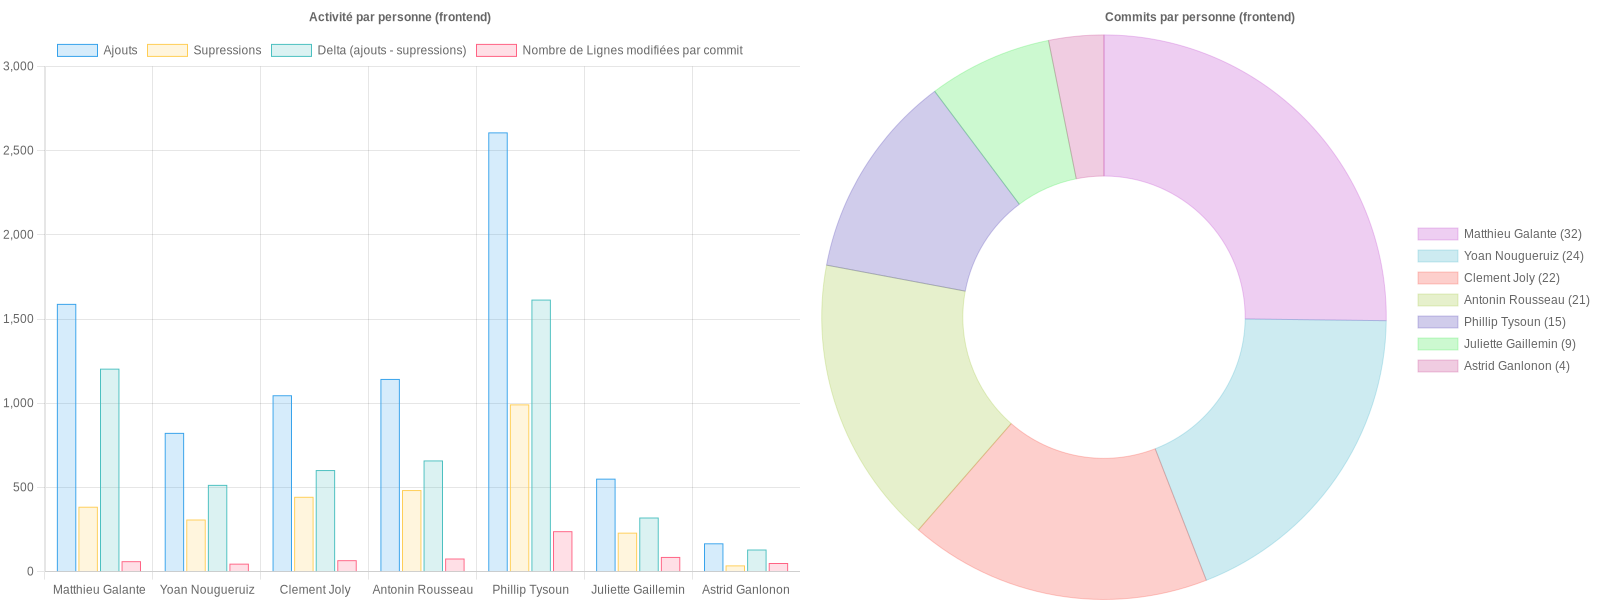 Activité par personne (frontend)
Ajouts Supressions Delta (ajouts - supressions) Nombre de Lignes modifiées par commit
3,000
2,500
2,000
1,500
1,000
500
0
Matthieu Galante Yoan Nougueruiz Clement Joly Antonin Rousseau Phillip Tysoun Juliette Gaillemin Astrid Ganlonon
Commits par personne (frontend)
Matthieu Galante (32)
Yoan Nougueruiz (24)
Clement Joly (22)
Antonin Rousseau (21)
Phillip Tysoun (15)
Juliette Gaillemin (9)
Astrid Ganlonon (4)